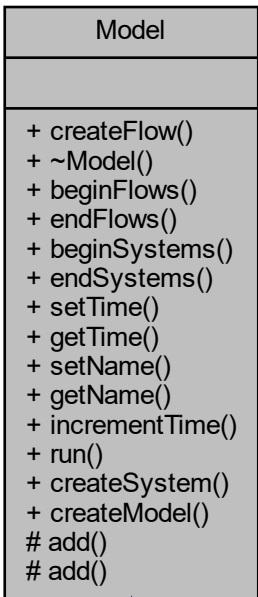 Model
+ createFlow()
+ ~Model()
+ beginFlows()
+ endFlows()
+ beginSystems()
+ endSystems()
+ setTime()
+ getTime()
+ setName()
+ getName()
+ incrementTime()
+ run()
+ createSystem()
+ createModel()
# add()
# add()